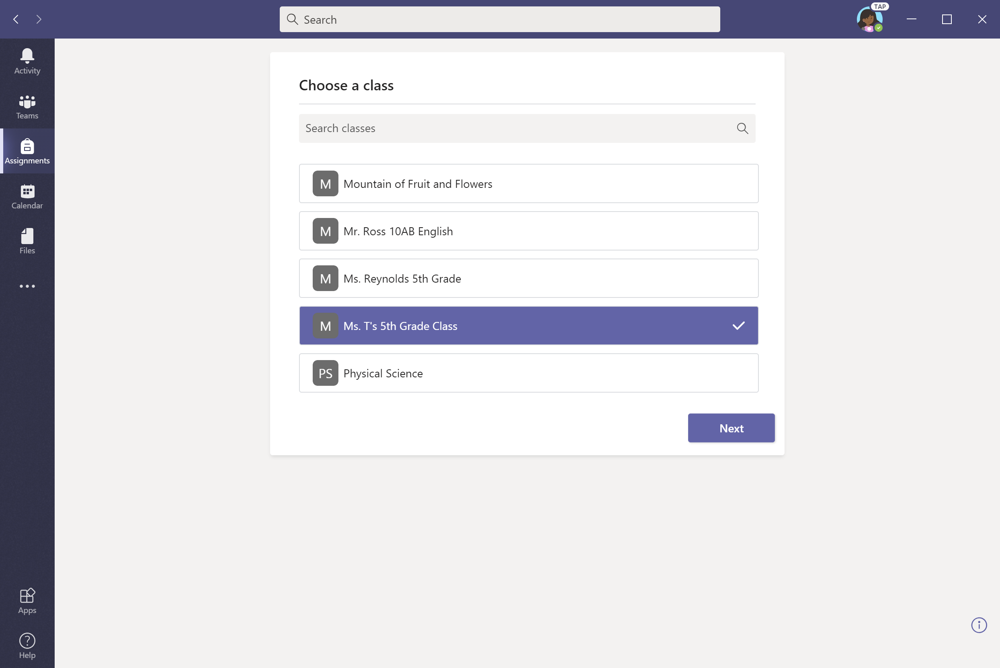 Search
TAP
Activity
Teams
Assignments
Calendar
Files
Apps
Help
Choose a class
Search classes
M Mountain of Fruit and Flowers
M Mr. Ross 10AB English
M Ms. Reynolds 5th Grade
M Ms. T's 5th Grade Class
PS Physical Science
Next